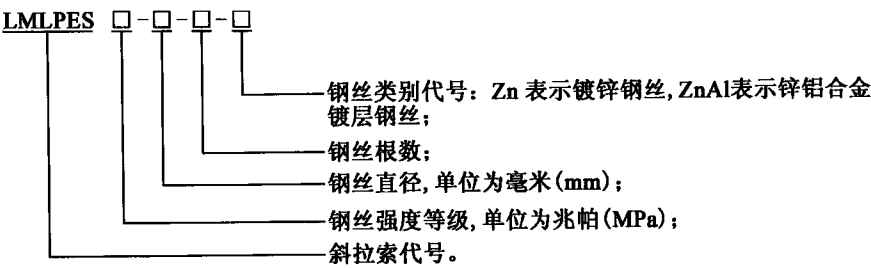 LMLPES □-□-□-□
钢丝类别代号：Zn 表示镀锌钢丝,ZnAl表示锌铝合金
镀层钢丝；
钢丝根数；
钢丝直径,单位为毫米(mm)；
钢丝强度等级,单位为兆帕(MPa)；
斜拉索代号。